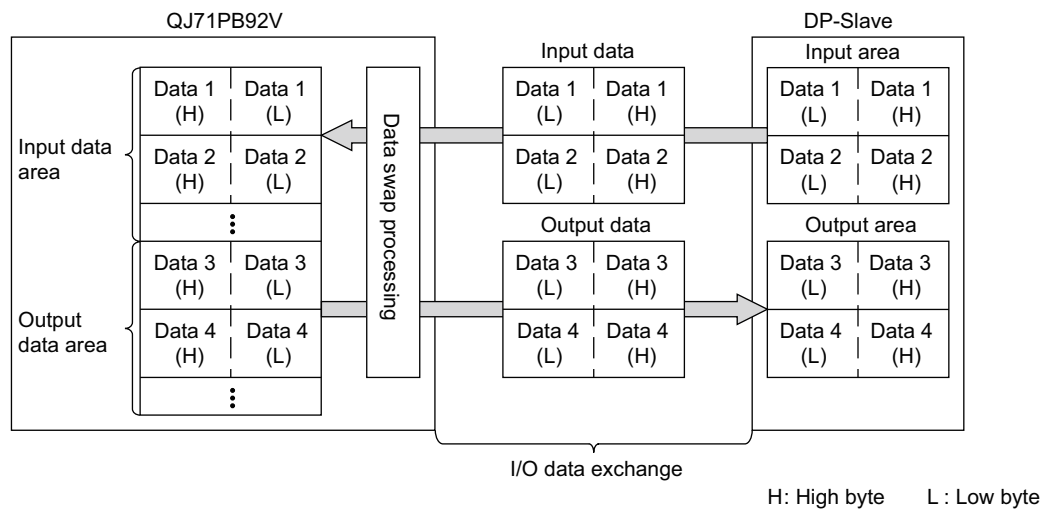 QJ71PB92V
DP-Slave
Input data
Input area
Data 1 (H)
Data 1 (L)
Data 2 (H)
Data 2 (L)
Input data area
Data 3 (H)
Data 3 (L)
Data 4 (H)
Data 4 (L)
Output data area
Data swap processing
Data 1 (L)
Data 1 (H)
Data 2 (L)
Data 2 (H)
Output data
Data 3 (L)
Data 3 (H)
Data 4 (L)
Data 4 (H)
Data 1 (L)
Data 1 (H)
Data 2 (L)
Data 2 (H)
Output area
Data 3 (L)
Data 3 (H)
Data 4 (L)
Data 4 (H)
I/O data exchange
H: High byte L : Low byte